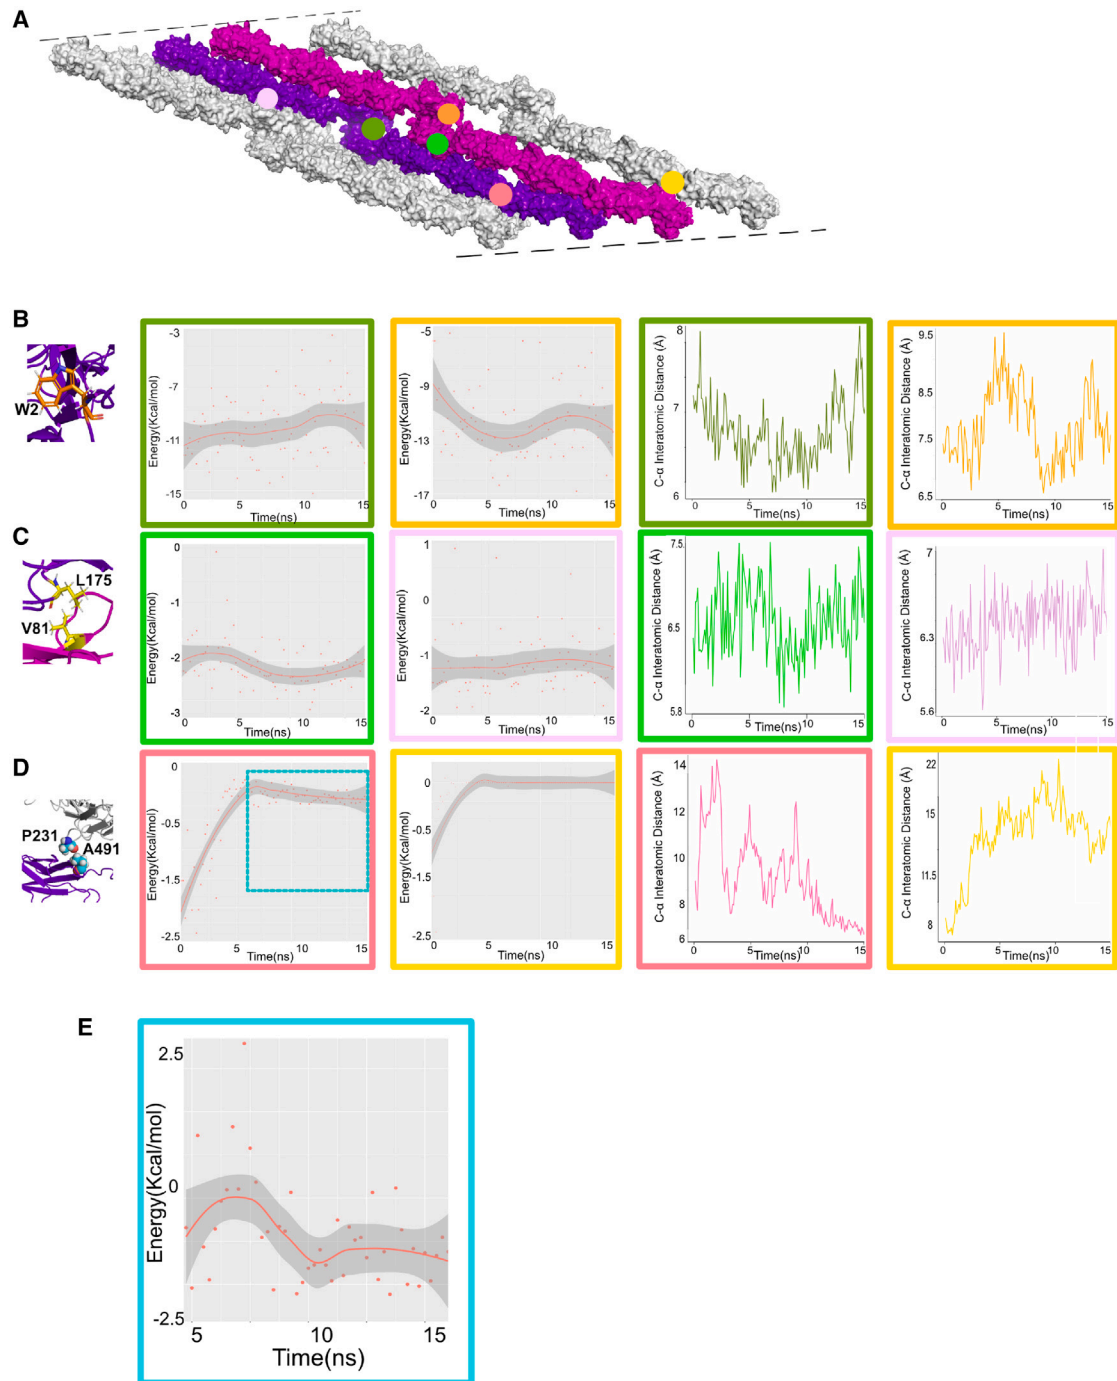 A
B
W2
-3
-7
-11
-15
Energy(Kcal/mol)
0
15
Time(ns)
-5
-9
-13
-17
Energy(Kcal/mol)
0
5
10
15
Time(ns)
8
7
6
C-α Interatomic Distance (Å)
0
5
10
15
Time(ns)
9.5
8.5
7.5
6.5
C-α Interatomic Distance (Å)
0
5
10
15
Time(ns)
C
L175
V81
0
-1
-2
-3
Energy(Kcal/mol)
0
5
10
15
Time(ns)
1
0
-1
-2
Energy(Kcal/mol)
0
5
10
15
Time(ns)
7.5
6.5
5.8
C-α Interatomic Distance (Å)
0
5
10
15
Time(ns)
7
6.3
5.6
C-α Interatomic Distance (Å)
0
5
10
15
Time(ns)
D
P231
A491
0
-0.5
-1.5
-2.5
Energy(Kcal/mol)
0
5
10
15
Time(ns)
0
-0.5
-1.5
-2.5
Energy(Kcal/mol)
0
5
10
15
Time(ns)
14
12
10
8
6
C-α Interatomic Distance (Å)
0
5
10
15
Time(ns)
22
15
11.5
8
C-α Interatomic Distance (Å)
0
5
10
15
Time(ns)
E
2.5
0
-2.5
Energy(Kcal/mol)
5
10
15
Time(ns)